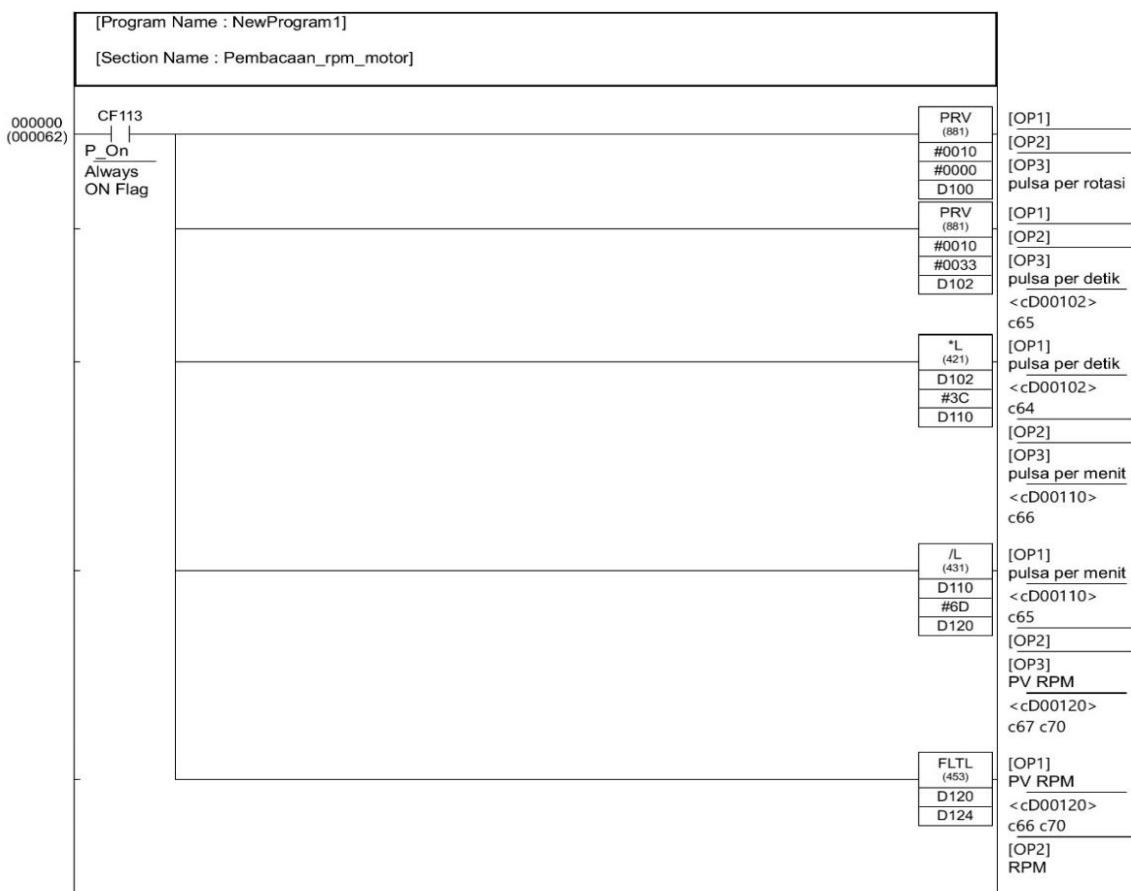 [Program Name : NewProgram1]
[Section Name : Pembacaan_rpm_motor]
000000
(000062)
CF113
P_On
Always
ON Flag
PRV
(881)
#0010
#0000
D100
[OP1]
[OP2]
[OP3]
pulsa per rotasi
PRV
(881)
#0010
#0033
D102
[OP1]
[OP2]
[OP3]
pulsa per detik
<cD00102>
c65
*L
(421)
D102
#3C
D110
[OP1]
pulsa per detik
<cD00102>
c64
[OP2]
[OP3]
pulsa per menit
<cD00110>
c66
/L
(431)
D110
#6D
D120
[OP1]
pulsa per menit
<cD00110>
c65
[OP2]
[OP3]
PV RPM
<cD00120>
c67 c70
FLTL
(453)
D120
D124
[OP1]
PV RPM
<cD00120>
c66 c70
[OP2]
RPM